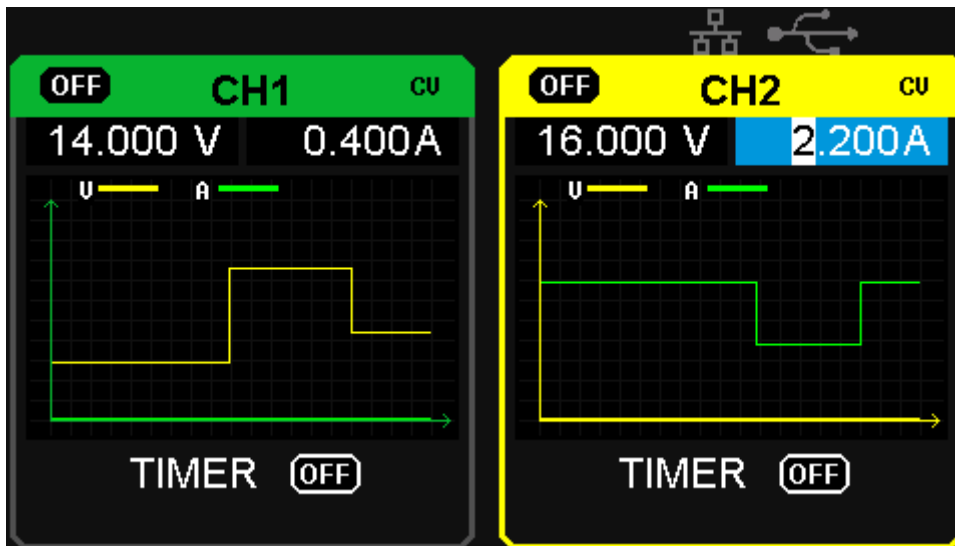 OFF CH1 CV
14.000 V 0.400A
V A
TIMER OFF
OFF CH2 CV
16.000 V 2.200A
V A
TIMER OFF